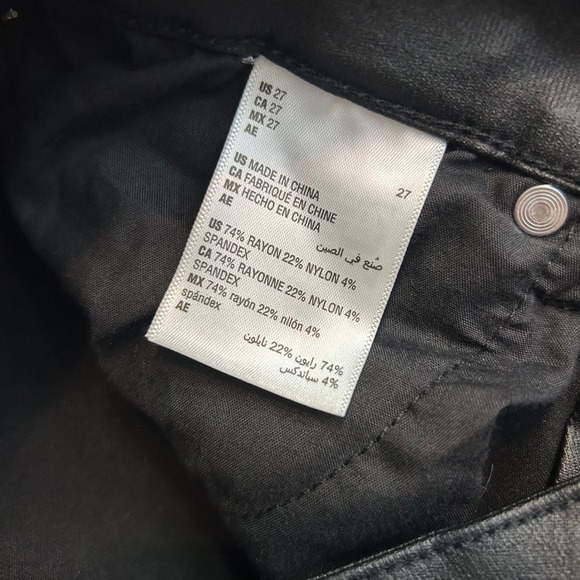 US 27
CA 27
MX 27
AE
27
US MADE IN CHINA
CA FABRIQUÉ EN CHINE
MX HECHO EN CHINA
AE
صُنع في الصين
US 74% RAYON 22% NYLON 4%
SPANDEX
CA 74% RAYONNE 22% NYLON 4%
SPANDEX
MX 74% rayón 22% nilón 4%
spándex
AE
74% رايون 22% نايلون
4% سباندكس